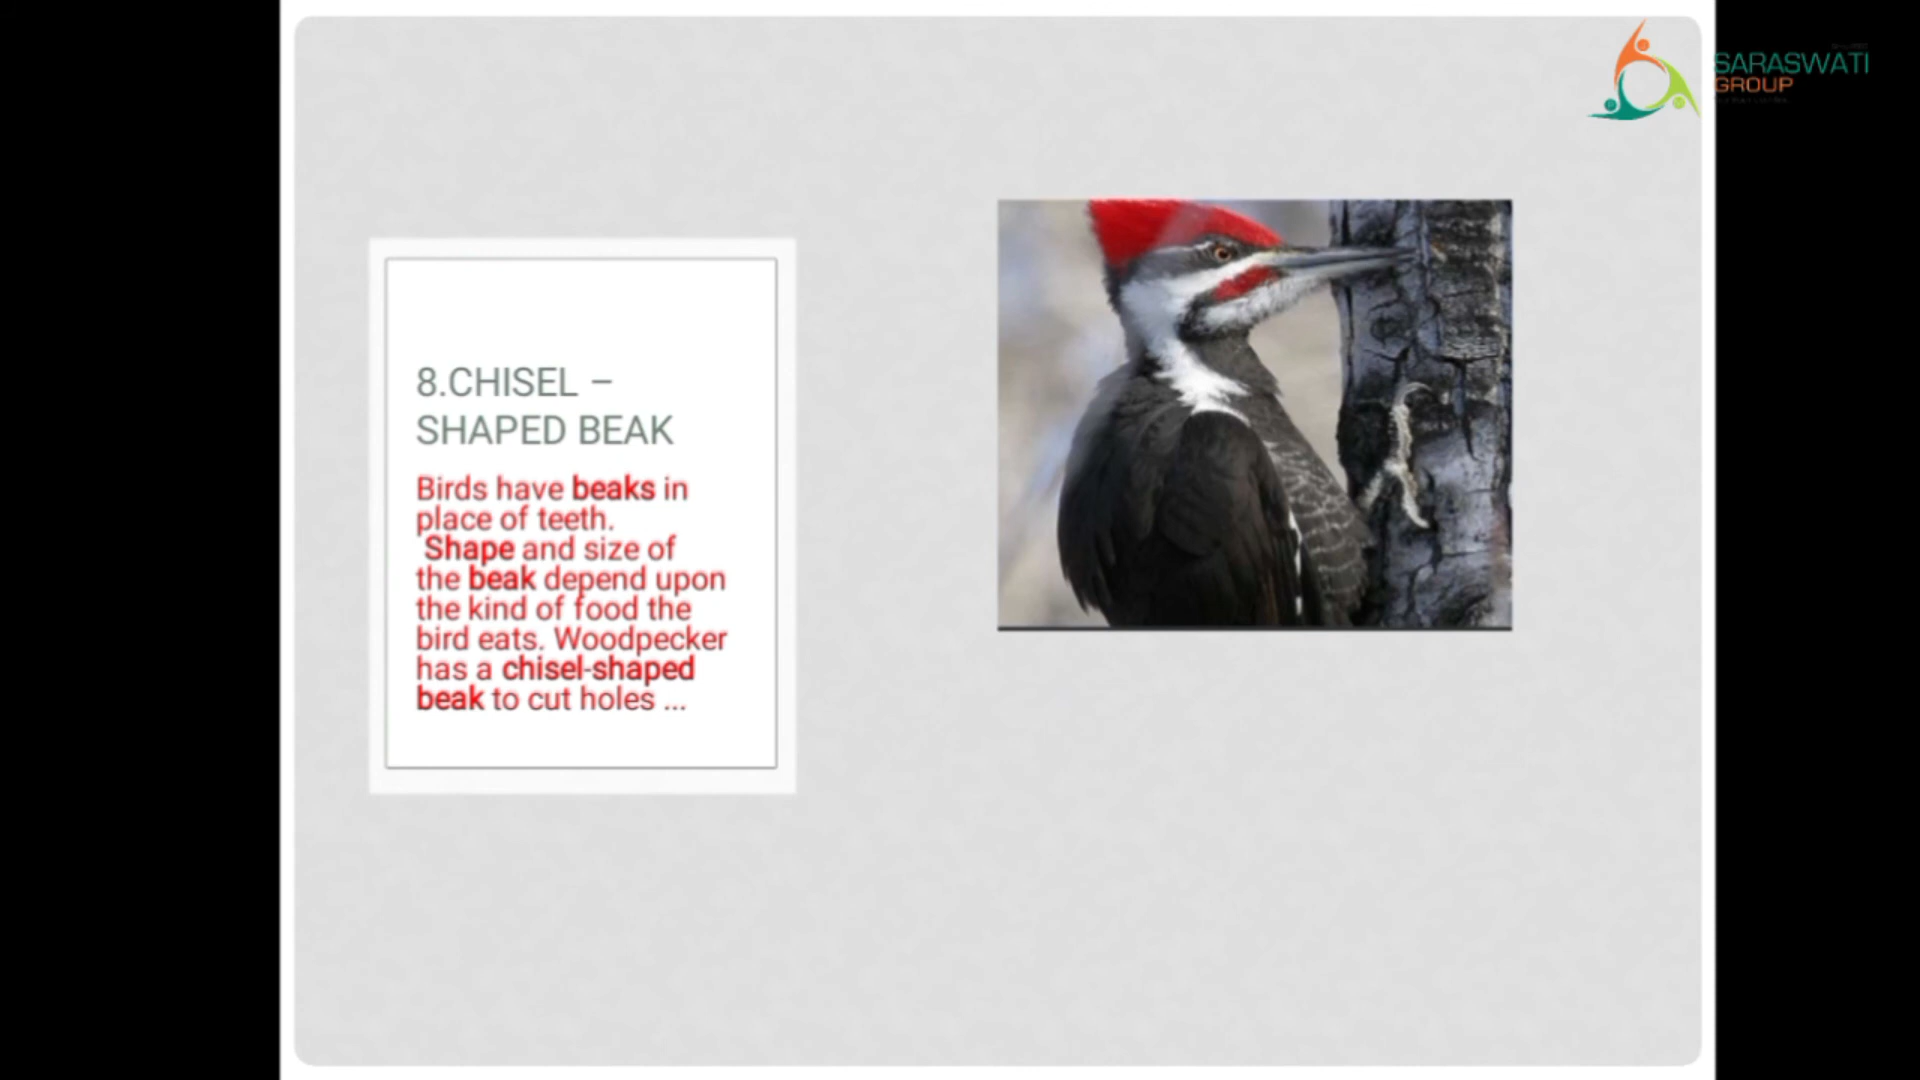 SARASWATI
GROUP
8.CHISEL –
SHAPED BEAK
Birds have beaks in
place of teeth.
Shape and size of
the beak depend upon
the kind of food the
bird eats. Woodpecker
has a chisel-shaped
beak to cut holes ...